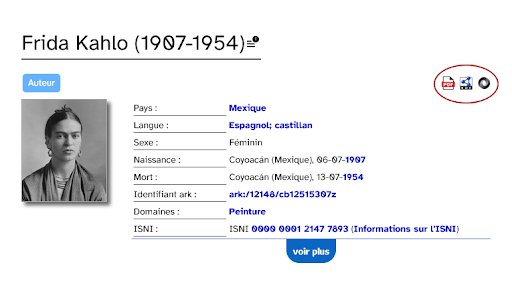 Frida Kahlo (1907-1954)
Auteur
PDF
Pays : Mexique
Langue : Espagnol; castillan
Sexe : Féminin
Naissance : Coyoacán (Mexique), 06-07-1907
Mort : Coyoacán (Mexique), 13-07-1954
Identifiant ark : ark:/12148/cb12515307z
Domaines : Peinture
ISNI : ISNI 0000 0001 2147 7893 (Informations sur l'ISNI)
voir plus